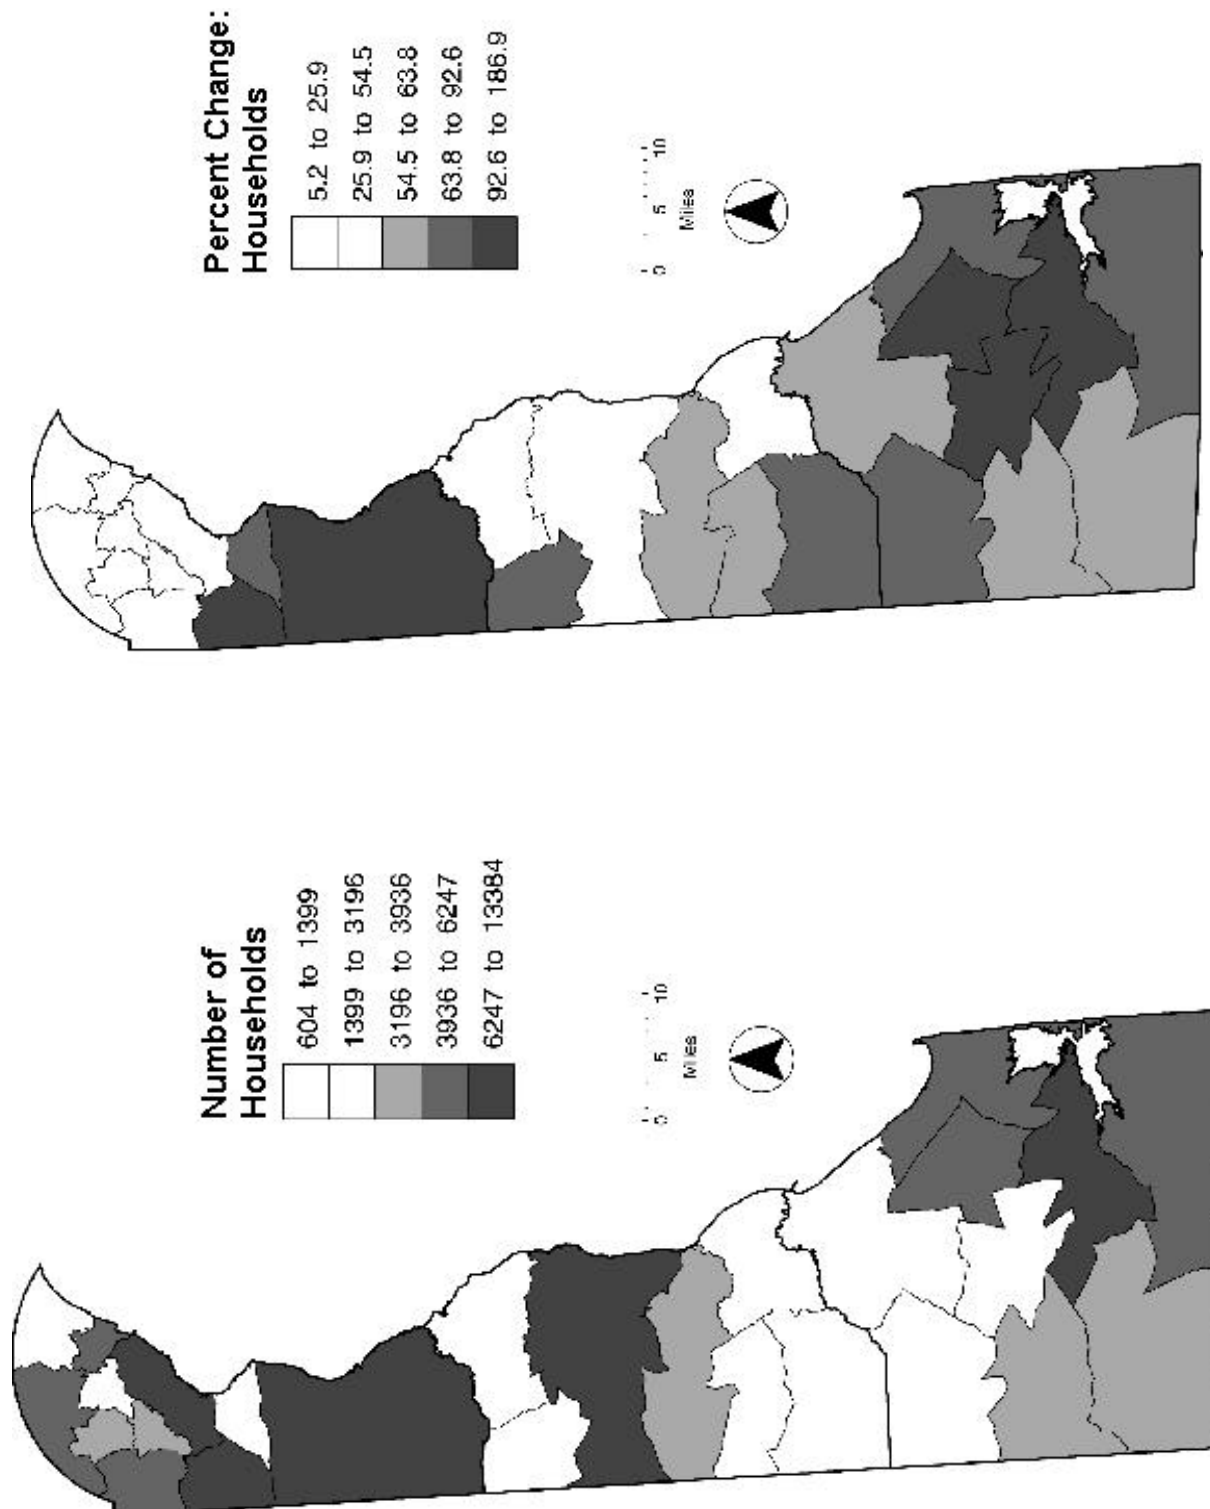 Percent Change:
Households
5.2 to 25.9
25.9 to 54.5
54.5 to 63.8
63.8 to 92.6
92.6 to 186.9
0 5 10
Miles
Number of
Households
604 to 1399
1399 to 3196
3196 to 3936
3936 to 6247
6247 to 13384
0 5 10
Miles